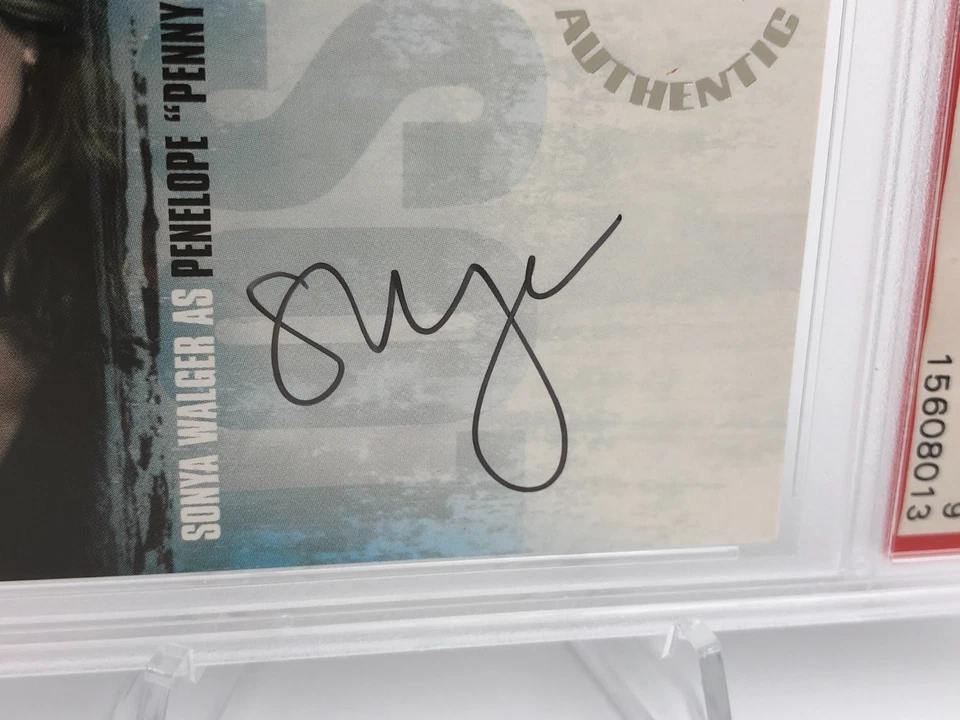 SONYA WALGER AS PENELOPE “PENNY
AUTHENTIC
15608013